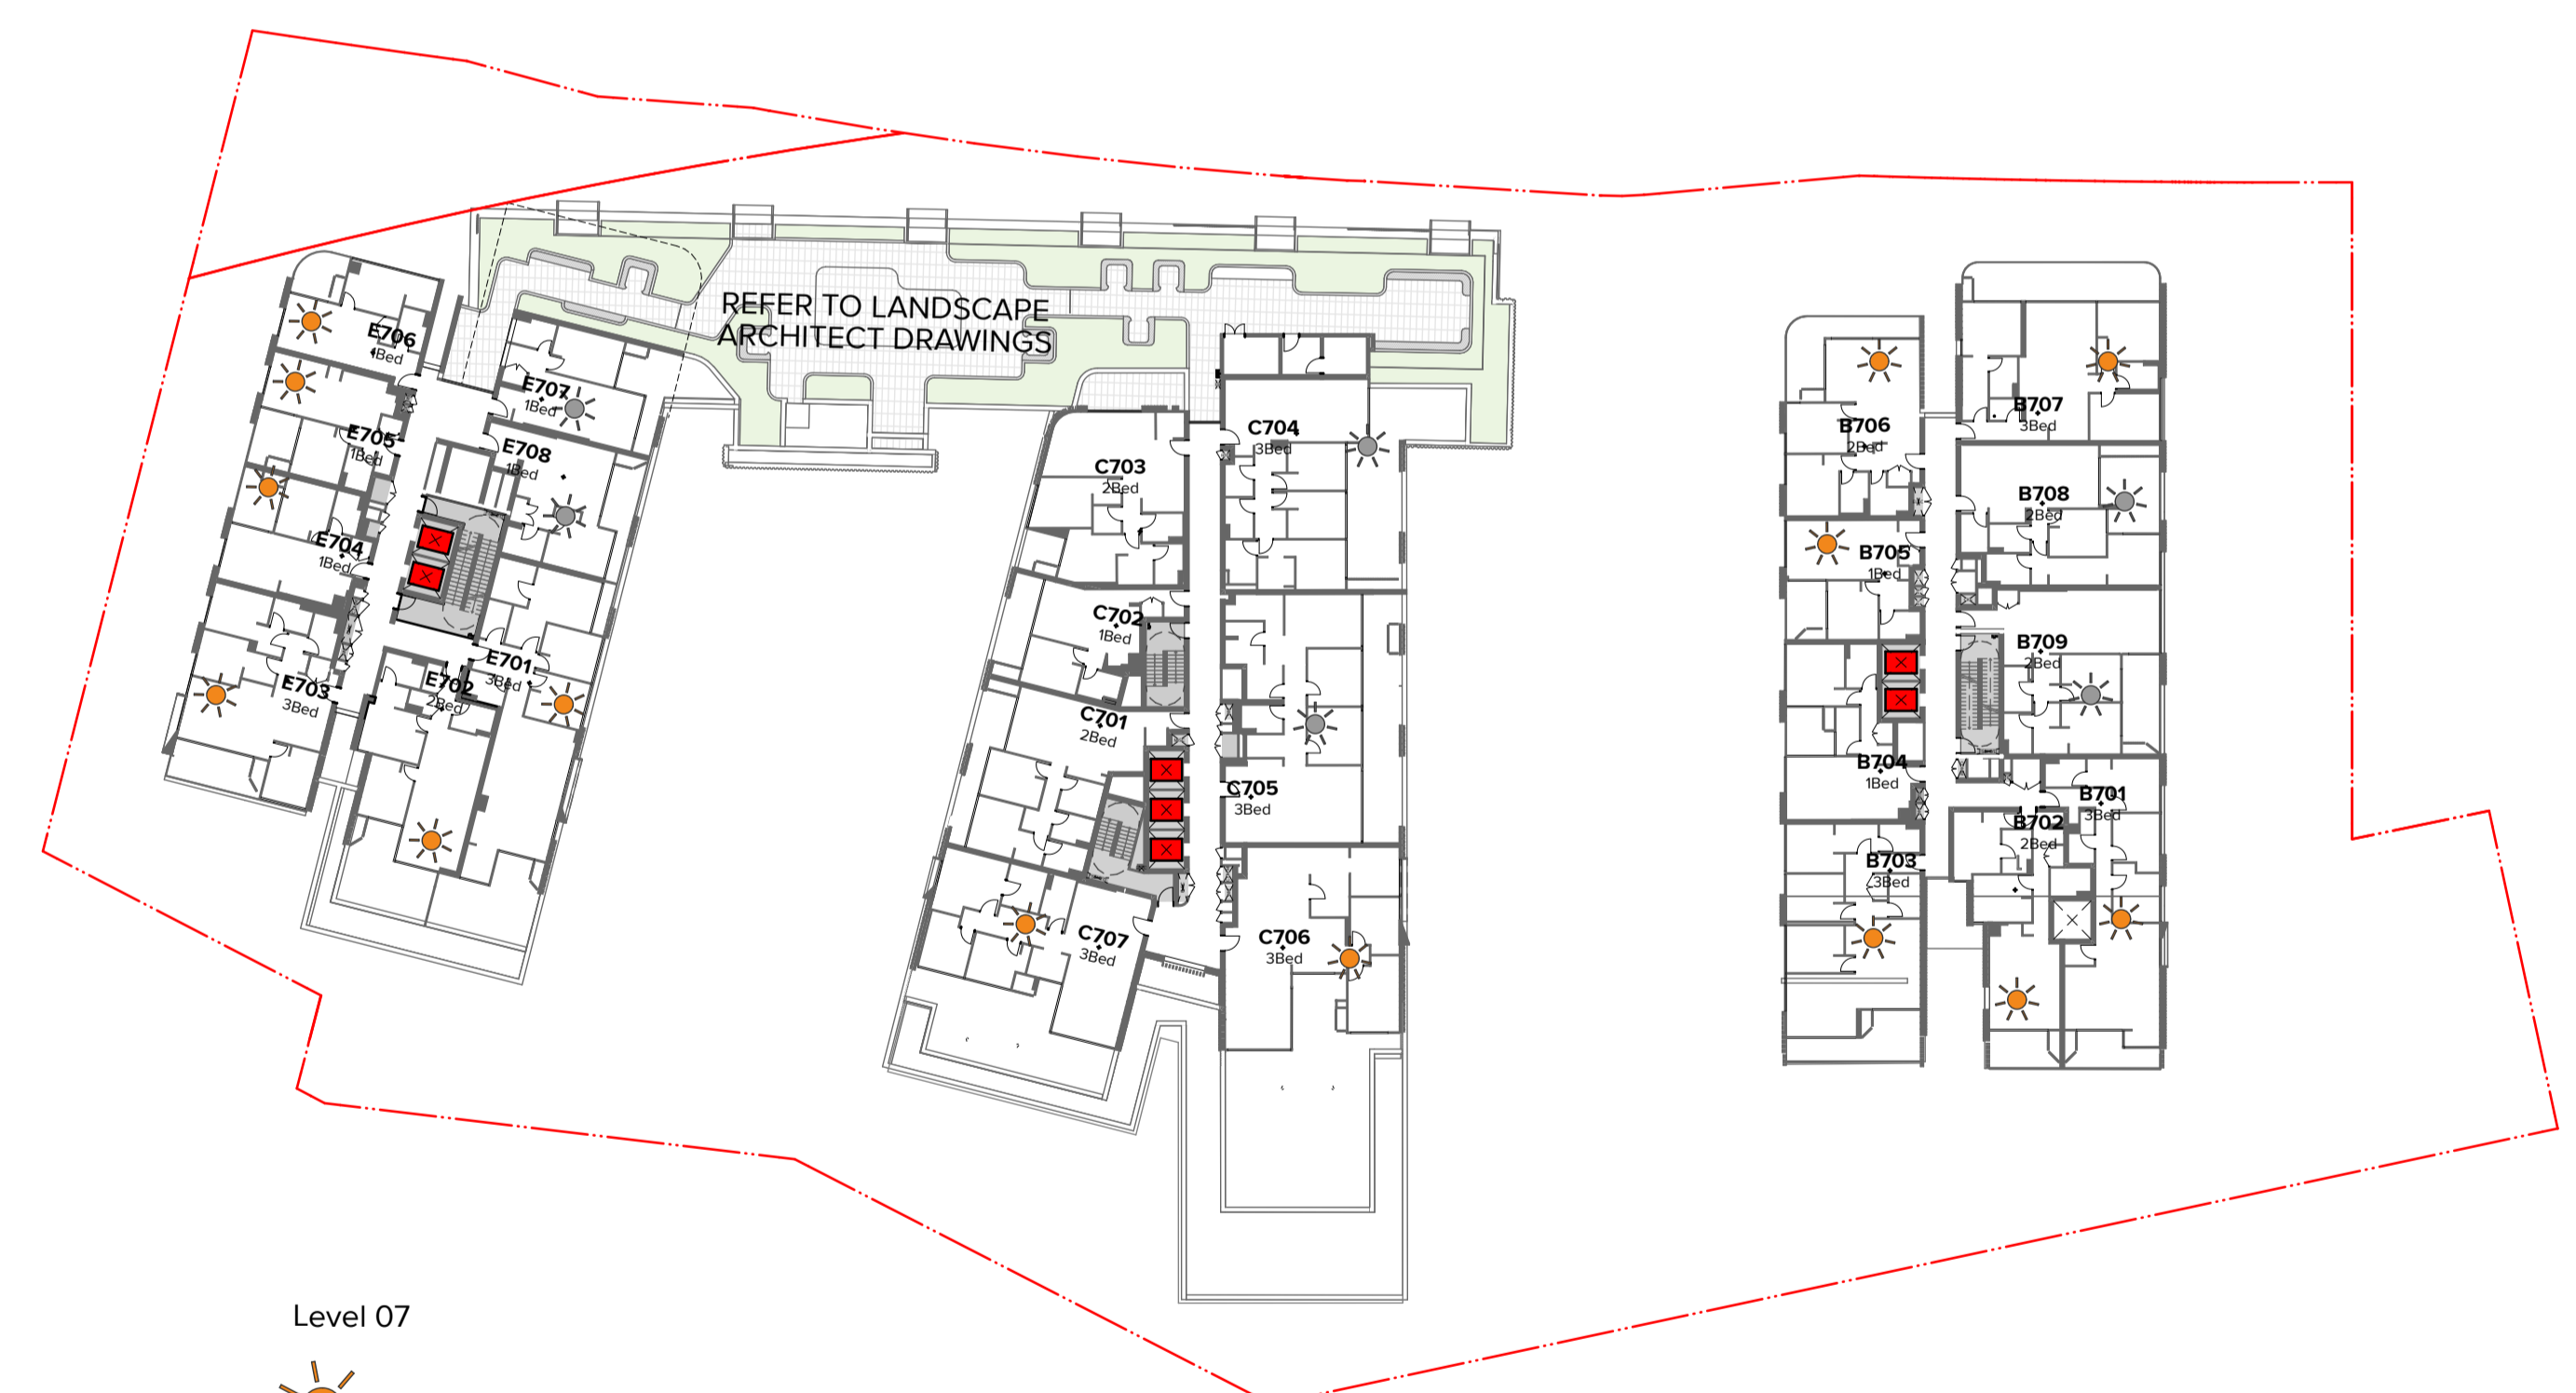 REFER TO LANDSCAPE
ARCHITECT DRAWINGS
E706
1Bed
E707
1Bed
E705
1Bed
E708
1Bed
E704
1Bed
E703
3Bed
E702
2Bed
E701
3Bed
C704
3Bed
C703
2Bed
C702
1Bed
C701
2Bed
C705
3Bed
C707
3Bed
C706
3Bed
B707
3Bed
B706
2Bed
B708
2Bed
B705
1Bed
B709
2Bed
B704
1Bed
B701
3Bed
B702
2Bed
B703
3Bed
Level 07